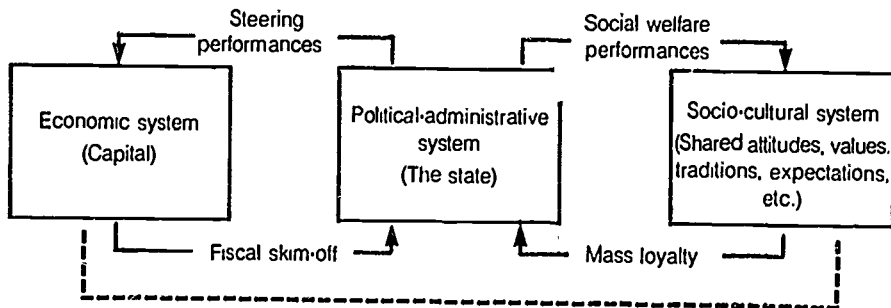 Steering
performances
Social welfare
performances
Economic system
(Capital)
Political-administrative
system
(The state)
Socio-cultural system
(Shared attitudes, values,
traditions, expectations,
etc.)
Fiscal skim-off
Mass loyalty